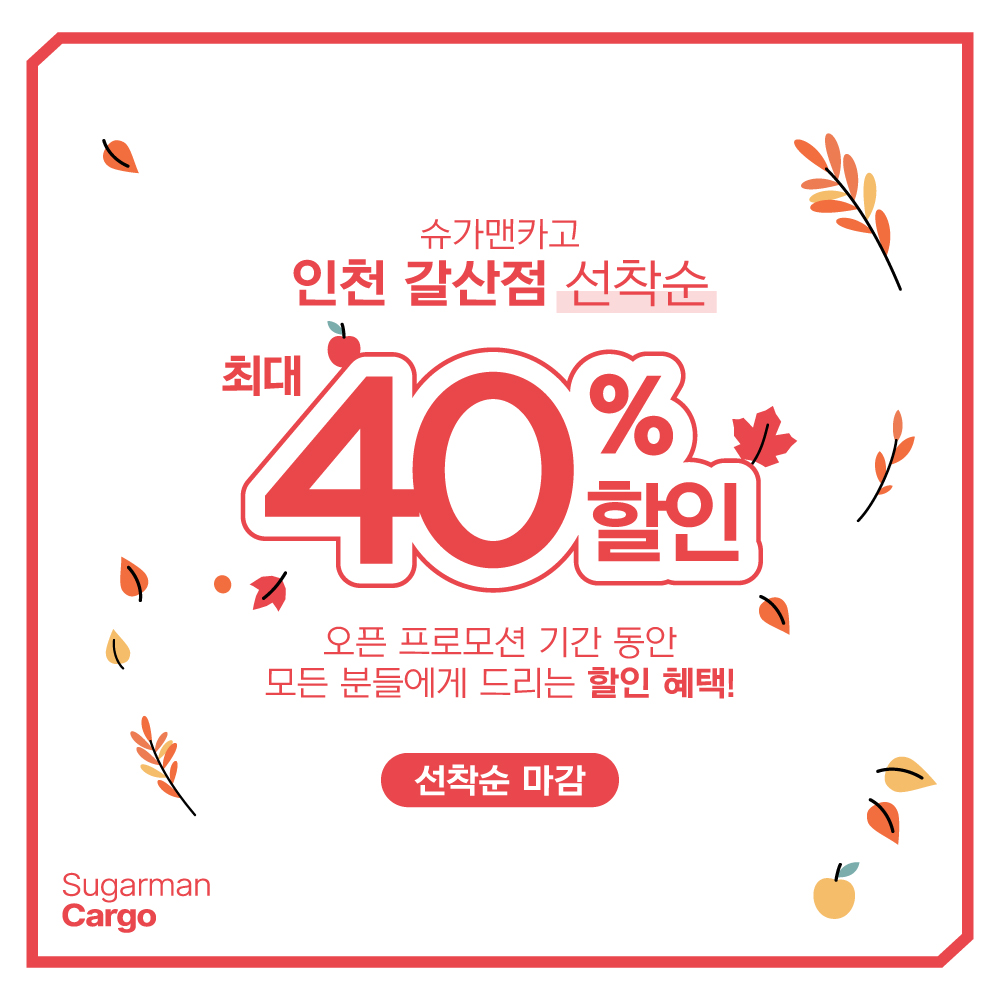 슈가맨카고
인천 갈산점 선착순
최대
40%
할인
오픈 프로모션 기간 동안
모든 분들에게 드리는 할인 혜택!
선착순 마감
Sugarman
Cargo